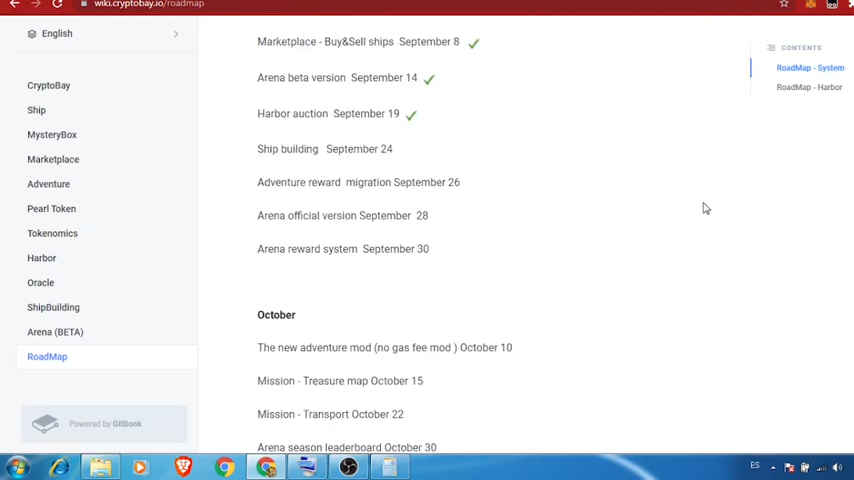 wiki.cryptobay.io/roadmap
English
CryptoBay
Ship
MysteryBox
Marketplace
Adventure
Pearl Token
Tokenomics
Harbor
Oracle
ShipBuilding
Arena (BETA)
RoadMap
Powered by GitBook
Marketplace - Buy&Sell ships September 8
Arena beta version September 14
Harbor auction September 19
Ship building September 24
Adventure reward migration September 26
Arena official version September 28
Arena reward system September 30
October
The new adventure mod (no gas fee mod ) October 10
Mission - Treasure map October 15
Mission - Transport October 22
Arena season leaderboard October 30
CONTENTS
RoadMap - System
RoadMap - Harbor
ES